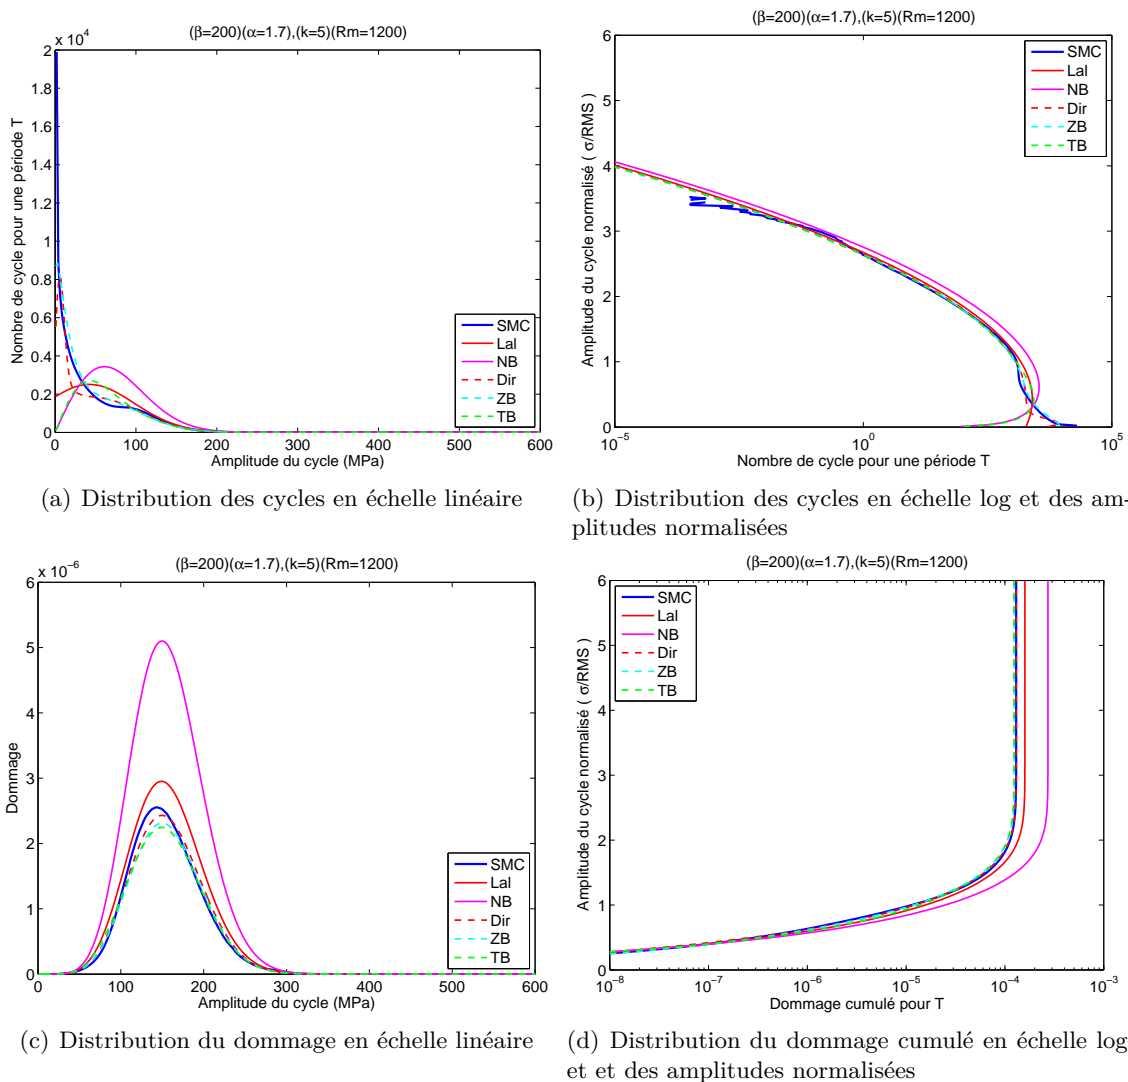 (β=200)(α=1.7),(k=5)(Rm=1200)
x 10^4
2
1.8
1.6
1.4
1.2
1
0.8
0.6
0.4
0.2
0
0 100 200 300 400 500 600
Nombre de cycle pour une période T
Amplitude du cycle (MPa)
SMC
Lal
NB
Dir
ZB
TB
(a) Distribution des cycles en échelle linéaire
(β=200)(α=1.7),(k=5)(Rm=1200)
6
5
4
3
2
1
0
10^−5 10^0 10^5
Amplitude du cycle normalisé ( σ/RMS )
Nombre de cycle pour une période T
SMC
Lal
NB
Dir
ZB
TB
(b) Distribution des cycles en échelle log et des am-
plitudes normalisées
(β=200)(α=1.7),(k=5)(Rm=1200)
x 10^−6
6
5
4
3
2
1
0
0 100 200 300 400 500 600
Dommage
Amplitude du cycle (MPa)
SMC
Lal
NB
Dir
ZB
TB
(c) Distribution du dommage en échelle linéaire
(β=200)(α=1.7),(k=5)(Rm=1200)
6
5
4
3
2
1
0
10^−8 10^−7 10^−6 10^−5 10^−4 10^−3
Amplitude du cycle normalisé ( σ/RMS )
Dommage cumulé pour T
SMC
Lal
NB
Dir
ZB
TB
(d) Distribution du dommage cumulé en échelle log
et et des amplitudes normalisées